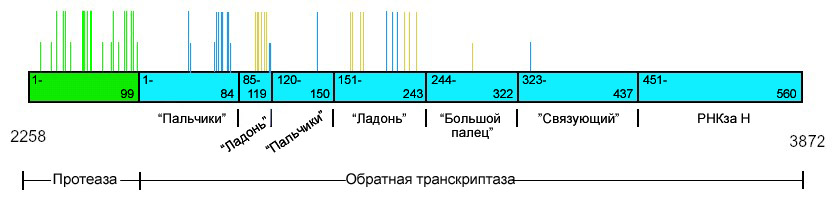 1- 1- 85- 120- 151- 244- 323- 451-
99 84 119 150 243 322 437 560
“Пальчики” “Ладонь” “Пальчики” “Ладонь” “Большой палец” ”Связующий” РНКза Н
2258 3872
Протеаза Обратная транскриптаза